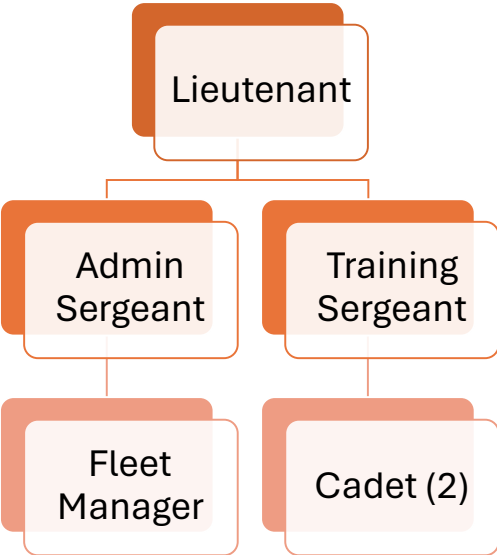 Lieutenant
Admin
Sergeant
Training
Sergeant
Fleet
Manager
Cadet (2)